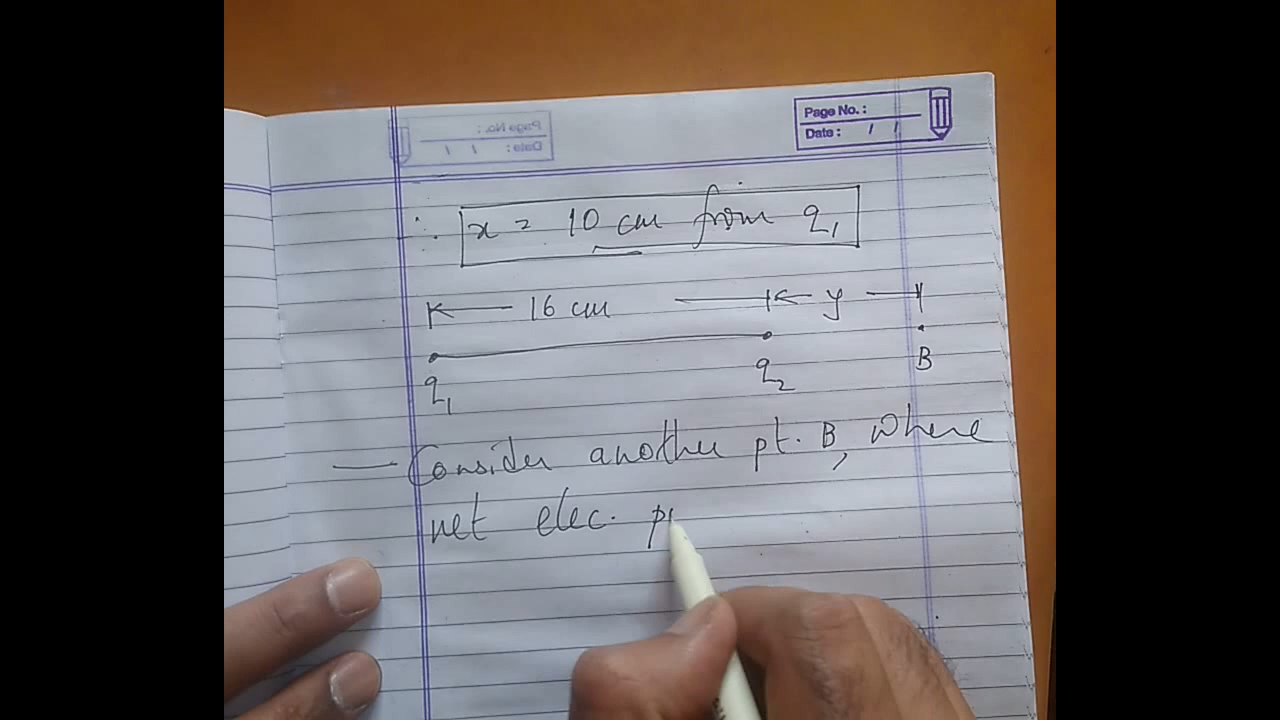 Page No. :
Date : / /
∴ x = 10 cm from q₁
16 cm y
B
q₁ q₂
— Consider another pt. B, where
net elec.